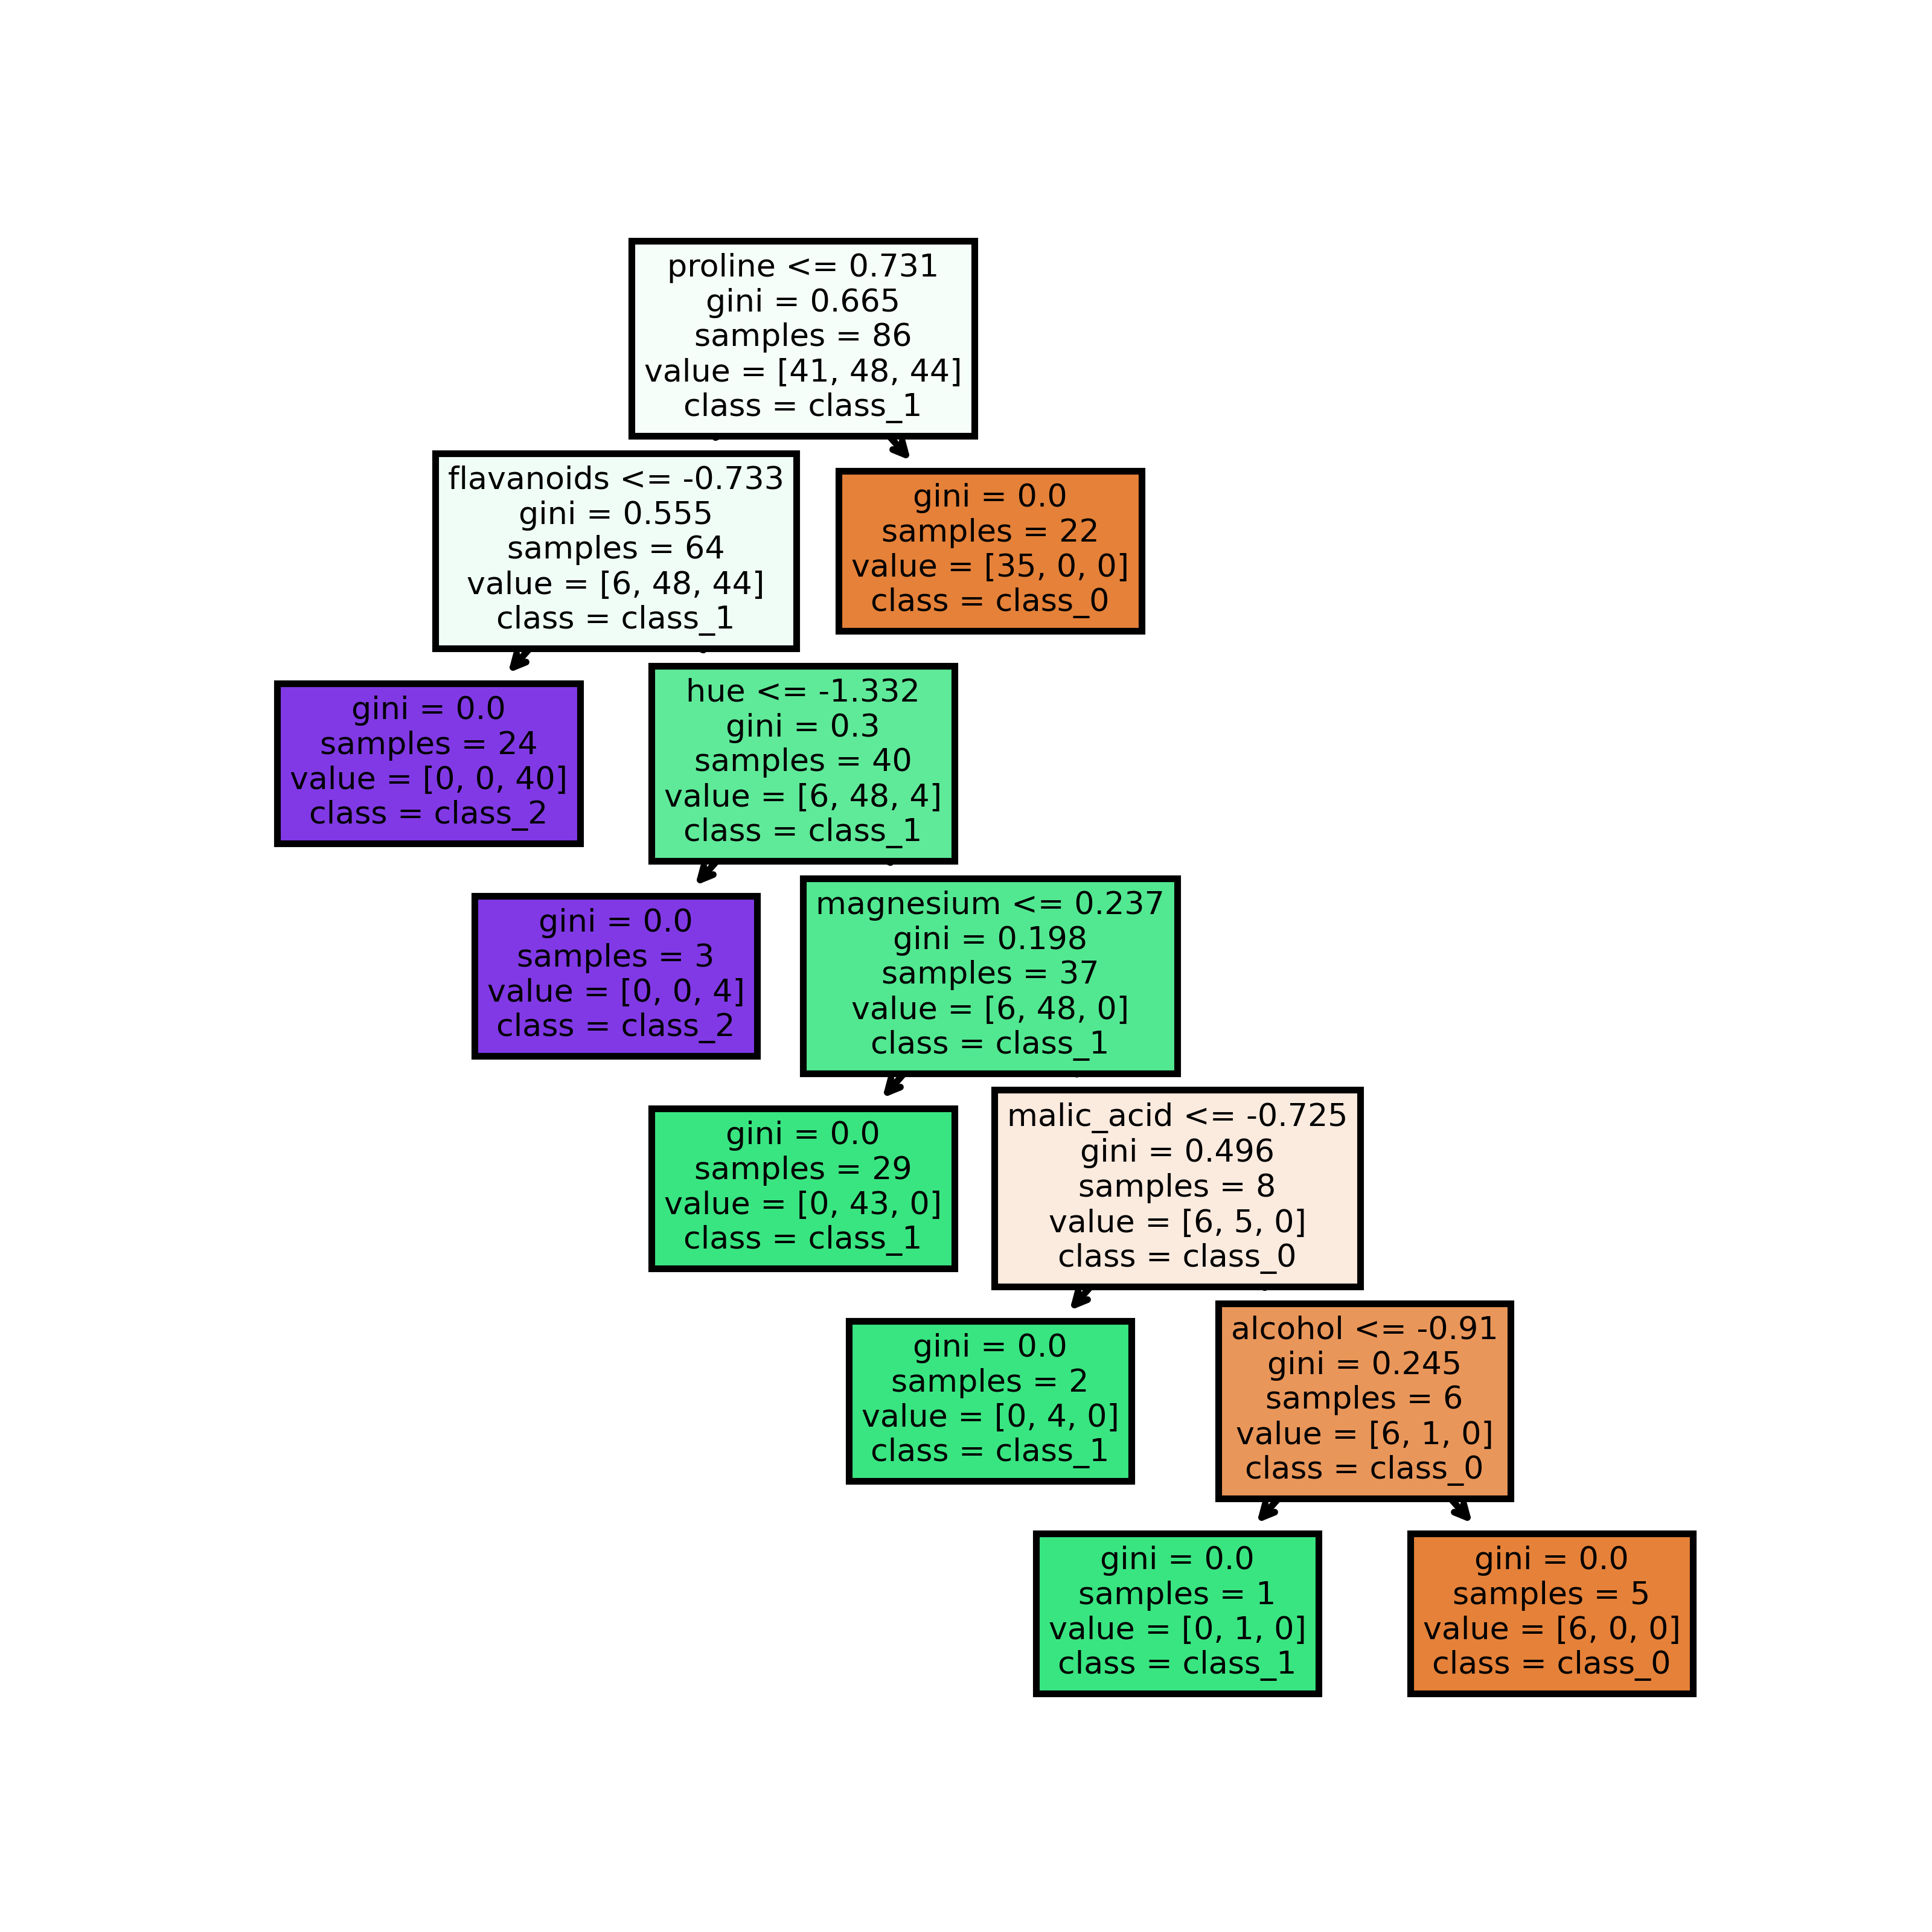 proline <= 0.731
gini = 0.665
samples = 86
value = [41, 48, 44]
class = class_1
flavanoids <= -0.733
gini = 0.555
samples = 64
value = [6, 48, 44]
class = class_1
gini = 0.0
samples = 22
value = [35, 0, 0]
class = class_0
gini = 0.0
samples = 24
value = [0, 0, 40]
class = class_2
hue <= -1.332
gini = 0.3
samples = 40
value = [6, 48, 4]
class = class_1
gini = 0.0
samples = 3
value = [0, 0, 4]
class = class_2
magnesium <= 0.237
gini = 0.198
samples = 37
value = [6, 48, 0]
class = class_1
gini = 0.0
samples = 29
value = [0, 43, 0]
class = class_1
malic_acid <= -0.725
gini = 0.496
samples = 8
value = [6, 5, 0]
class = class_0
gini = 0.0
samples = 2
value = [0, 4, 0]
class = class_1
alcohol <= -0.91
gini = 0.245
samples = 6
value = [6, 1, 0]
class = class_0
gini = 0.0
samples = 1
value = [0, 1, 0]
class = class_1
gini = 0.0
samples = 5
value = [6, 0, 0]
class = class_0